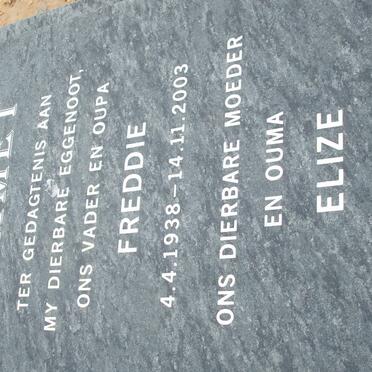 TER GEDAGTENIS AAN
MY DIERBARE EGGENOOT,
ONS VADER EN OUPA
FREDDIE
4.4.1938–14.11.2003
ONS DIERBARE MOEDER
EN OUMA
ELIZE